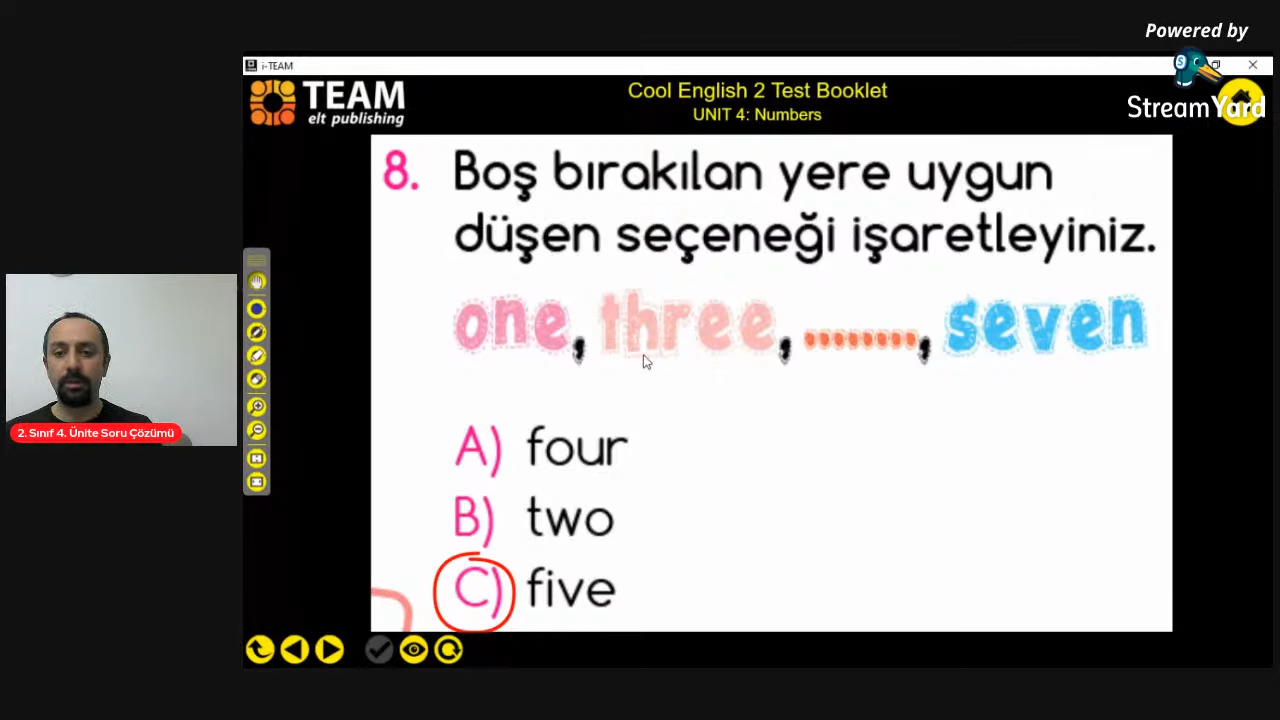 Powered by
StreamYard
i-TEAM
TEAM
elt publishing
Cool English 2 Test Booklet
UNIT 4: Numbers
8. Boş bırakılan yere uygun
düşen seçeneği işaretleyiniz.
one, three, ........, seven
A) four
B) two
C) five
2. Sınıf 4. Ünite Soru Çözümü